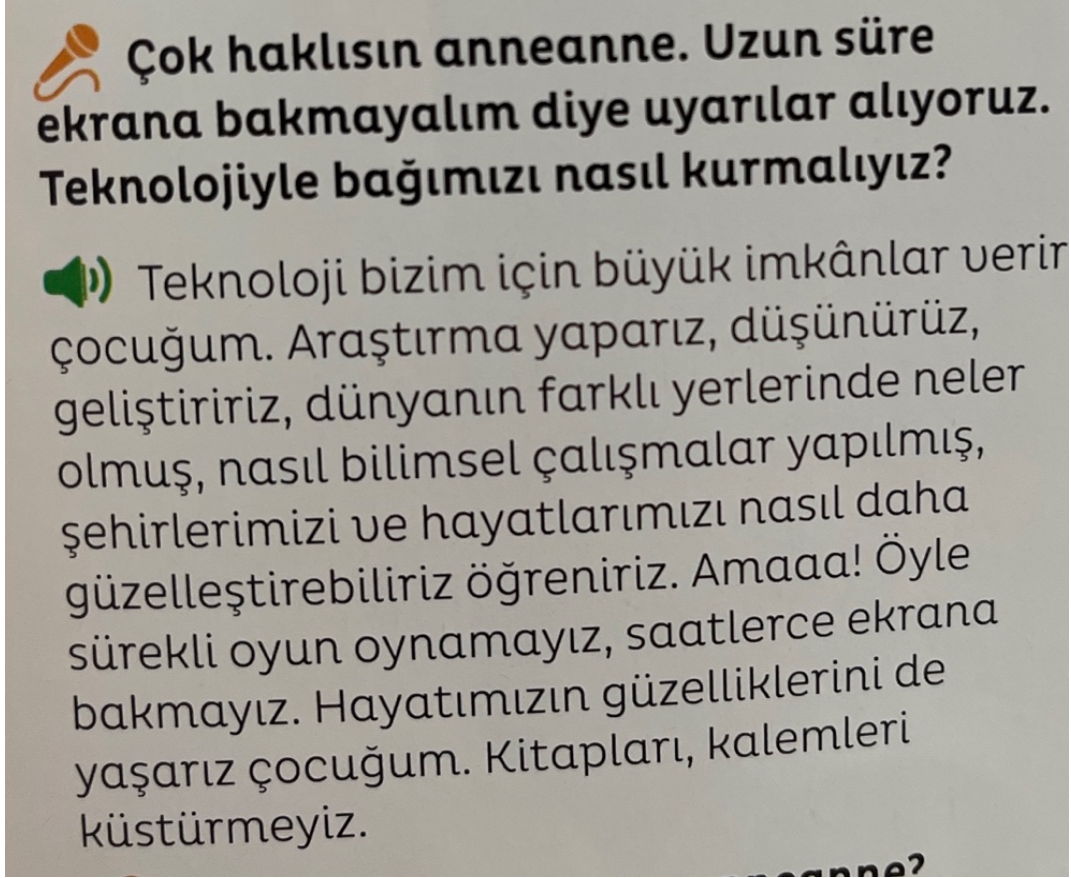 Çok haklısın anneanne. Uzun süre
ekrana bakmayalım diye uyarılar alıyoruz.
Teknolojiyle bağımızı nasıl kurmalıyız?
Teknoloji bizim için büyük imkânlar verir
çocuğum. Araştırma yaparız, düşünürüz,
geliştiririz, dünyanın farklı yerlerinde neler
olmuş, nasıl bilimsel çalışmalar yapılmış,
şehirlerimizi ve hayatlarımızı nasıl daha
güzelleştirebiliriz öğreniriz. Amaaa! Öyle
sürekli oyun oynamayız, saatlerce ekrana
bakmayız. Hayatımızın güzelliklerini de
yaşarız çocuğum. Kitapları, kalemleri
küstürmeyiz.